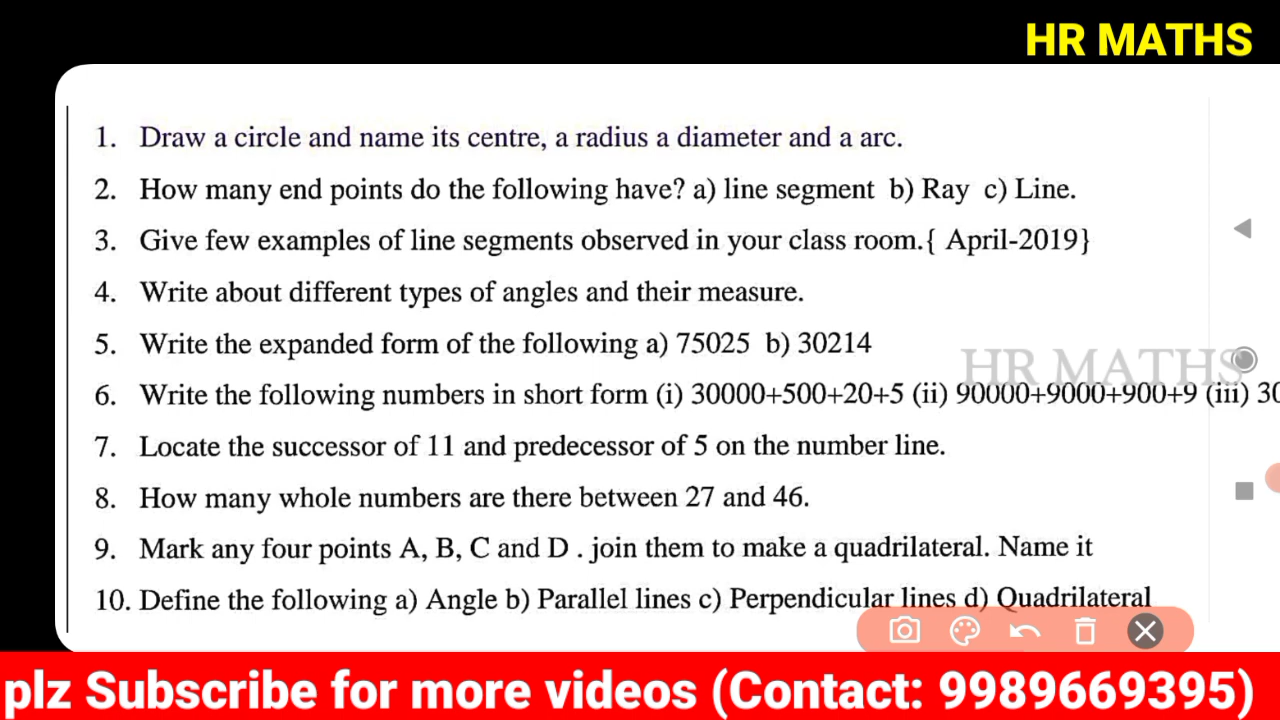 HR MATHS
1. Draw a circle and name its centre, a radius a diameter and a arc.
2. How many end points do the following have? a) line segment b) Ray c) Line.
3. Give few examples of line segments observed in your class room.{ April-2019}
4. Write about different types of angles and their measure.
5. Write the expanded form of the following a) 75025 b) 30214
HR MATHS
6. Write the following numbers in short form (i) 30000+500+20+5 (ii) 90000+9000+900+9 (iii) 30
7. Locate the successor of 11 and predecessor of 5 on the number line.
8. How many whole numbers are there between 27 and 46.
9. Mark any four points A, B, C and D . join them to make a quadrilateral. Name it
10. Define the following a) Angle b) Parallel lines c) Perpendicular lines d) Quadrilateral
plz Subscribe for more videos (Contact: 9989669395)